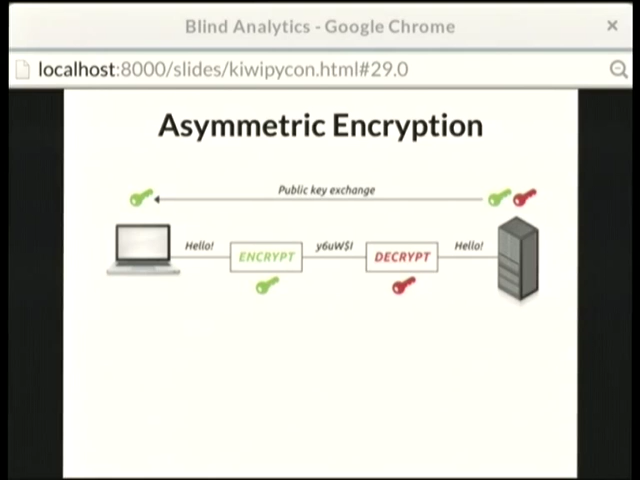 Blind Analytics - Google Chrome ×
localhost:8000/slides/kiwipycon.html#29.0
Asymmetric Encryption
Public key exchange
Hello! ENCRYPT y6uW$! DECRYPT Hello!